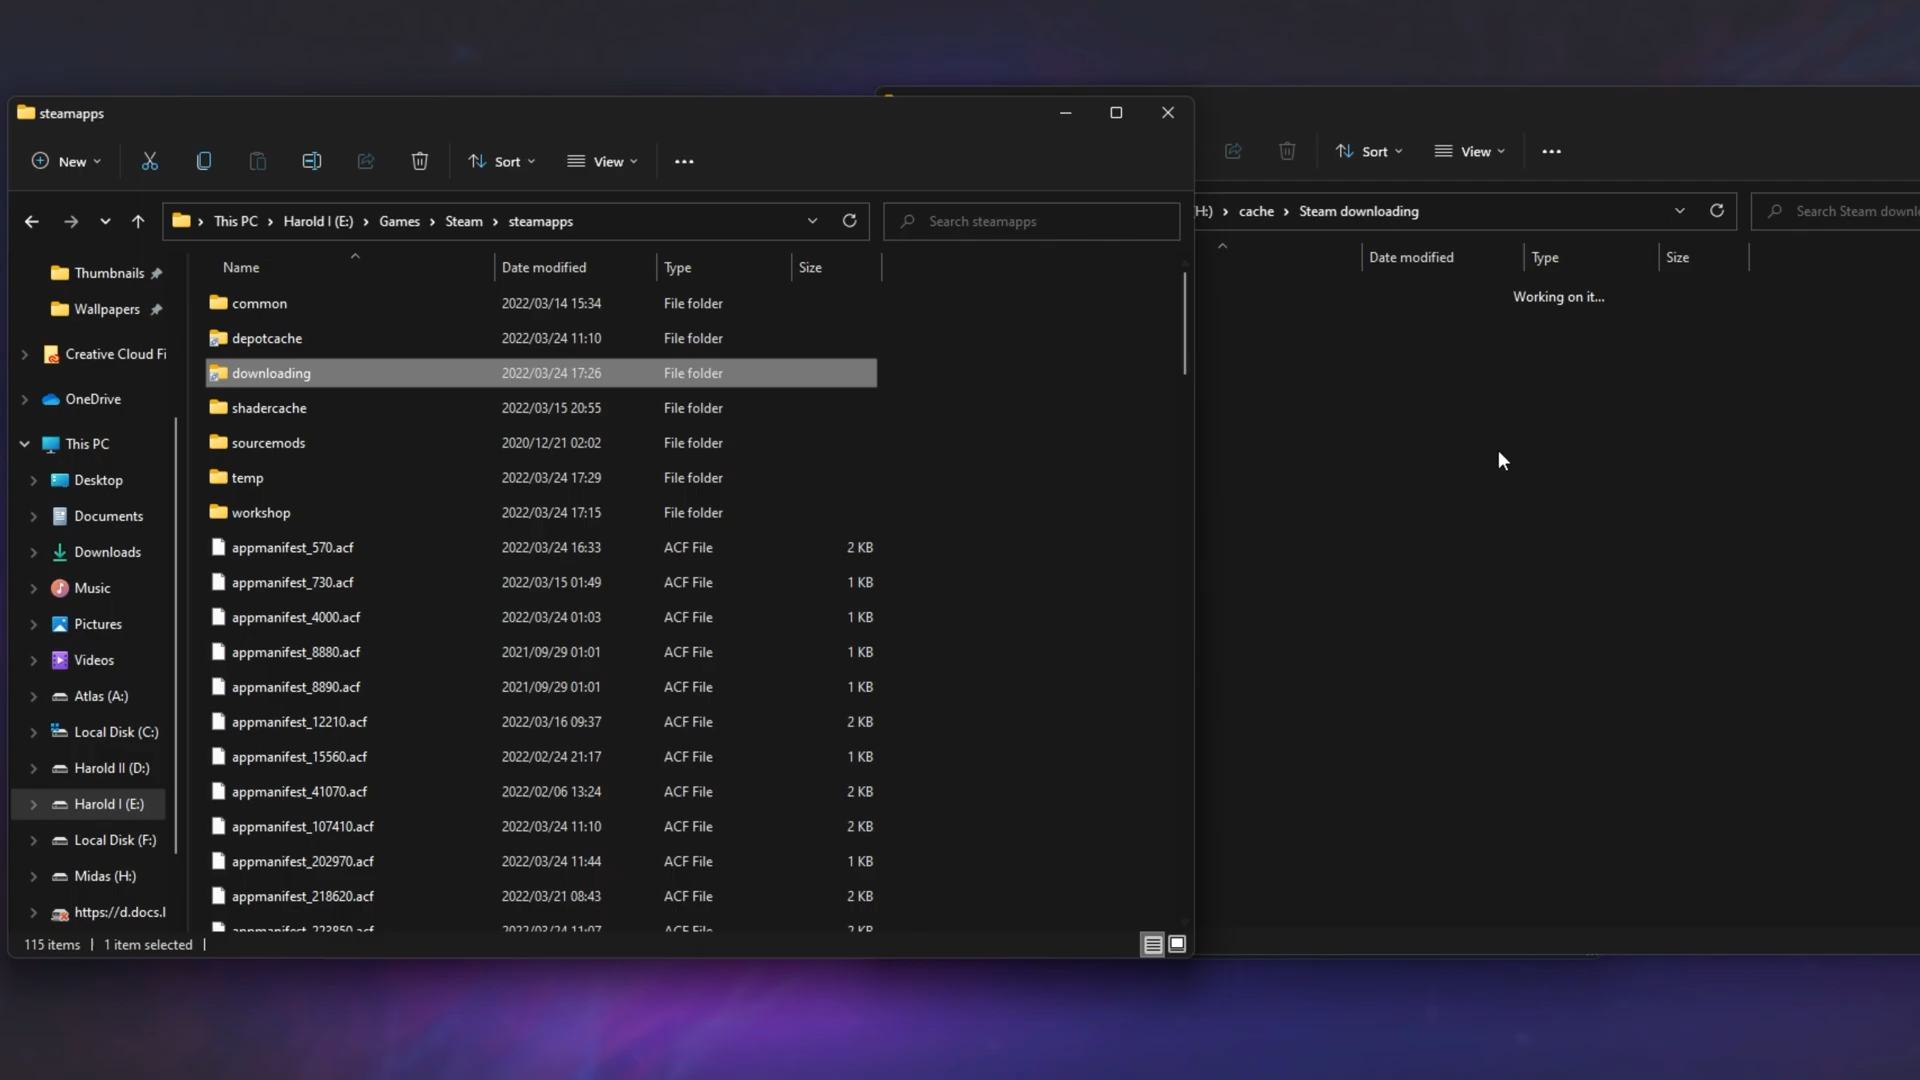 steamapps
New
Sort
View
This PC > Harold I (E:) > Games > Steam > steamapps
Search steamapps
Thumbnails
Wallpapers
Creative Cloud Fi
OneDrive
This PC
Desktop
Documents
Downloads
Music
Pictures
Videos
Atlas (A:)
Local Disk (C:)
Harold II (D:)
Harold I (E:)
Local Disk (F:)
Midas (H:)
https://d.docs.l
Name Date modified Type Size
common 2022/03/14 15:34 File folder
depotcache 2022/03/24 11:10 File folder
downloading 2022/03/24 17:26 File folder
shadercache 2022/03/15 20:55 File folder
sourcemods 2020/12/21 02:02 File folder
temp 2022/03/24 17:29 File folder
workshop 2022/03/24 17:15 File folder
appmanifest_570.acf 2022/03/24 16:33 ACF File 2 KB
appmanifest_730.acf 2022/03/15 01:49 ACF File 1 KB
appmanifest_4000.acf 2022/03/24 01:03 ACF File 1 KB
appmanifest_8880.acf 2021/09/29 01:01 ACF File 1 KB
appmanifest_8890.acf 2021/09/29 01:01 ACF File 1 KB
appmanifest_12210.acf 2022/03/16 09:37 ACF File 2 KB
appmanifest_15560.acf 2022/02/24 21:17 ACF File 1 KB
appmanifest_41070.acf 2022/02/06 13:24 ACF File 2 KB
appmanifest_107410.acf 2022/03/24 11:10 ACF File 2 KB
appmanifest_202970.acf 2022/03/24 11:44 ACF File 1 KB
appmanifest_218620.acf 2022/03/21 08:43 ACF File 2 KB
appmanifest_223850.acf 2022/03/24 11:07 ACF File 2 KB
115 items | 1 item selected |
Sort
View
H:) > cache > Steam downloading
Search Steam downl
Date modified Type Size
Working on it...